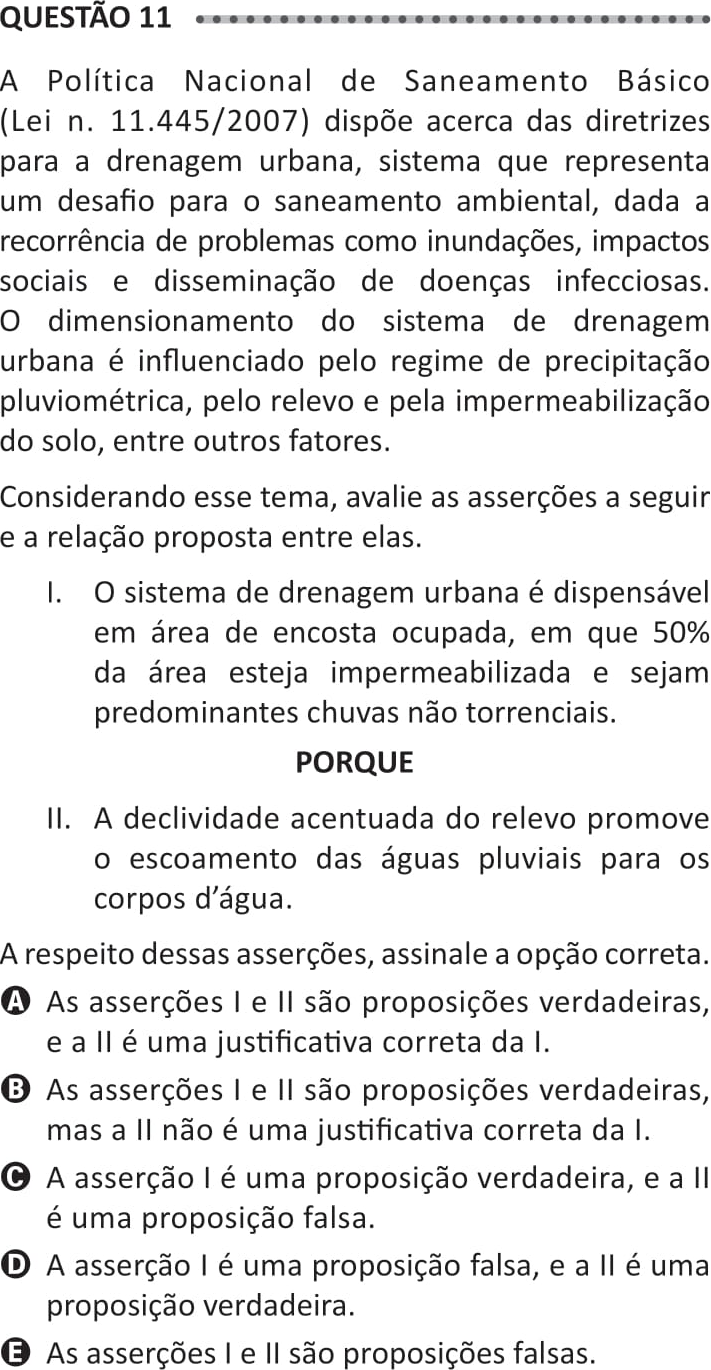 QUESTÃO 11
A Política Nacional de Saneamento Básico
(Lei n. 11.445/2007) dispõe acerca das diretrizes
para a drenagem urbana, sistema que representa
um desafio para o saneamento ambiental, dada a
recorrência de problemas como inundações, impactos
sociais e disseminação de doenças infecciosas.
O dimensionamento do sistema de drenagem
urbana é influenciado pelo regime de precipitação
pluviométrica, pelo relevo e pela impermeabilização
do solo, entre outros fatores.
Considerando esse tema, avalie as asserções a seguir
e a relação proposta entre elas.
I. O sistema de drenagem urbana é dispensável
em área de encosta ocupada, em que 50%
da área esteja impermeabilizada e sejam
predominantes chuvas não torrenciais.
PORQUE
II. A declividade acentuada do relevo promove
o escoamento das águas pluviais para os
corpos d’água.
A respeito dessas asserções, assinale a opção correta.
A As asserções I e II são proposições verdadeiras,
e a II é uma justificativa correta da I.
B As asserções I e II são proposições verdadeiras,
mas a II não é uma justificativa correta da I.
C A asserção I é uma proposição verdadeira, e a II
é uma proposição falsa.
D A asserção I é uma proposição falsa, e a II é uma
proposição verdadeira.
E As asserções I e II são proposições falsas.